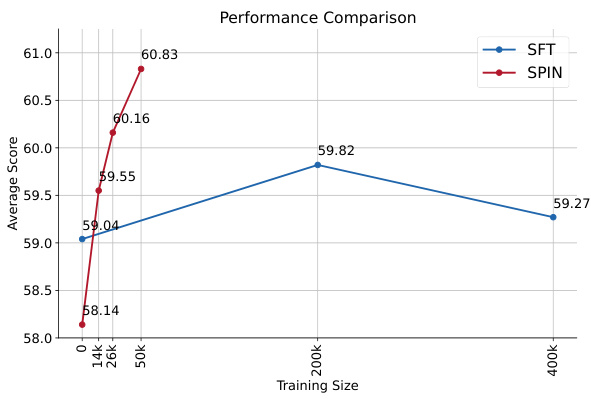 Performance Comparison
SFT
SPIN
61.0
60.5
60.0
59.5
59.0
58.5
58.0
Average Score
60.83
60.16
59.55
59.04
58.14
59.82
59.27
0
14k
26k
50k
200k
400k
Training Size